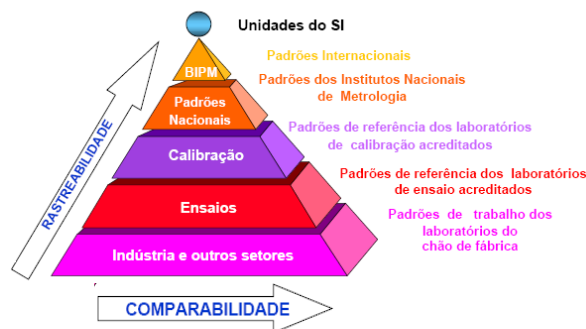 Unidades do SI
BIPM
Padrões Internacionais
Padrões
Nacionais
Padrões dos Institutos Nacionais
de Metrologia
Calibração
Padrões de referência dos laboratórios
de calibração acreditados
Ensaios
Padrões de referência dos laboratórios
de ensaio acreditados
Indústria e outros setores
Padrões de trabalho dos
laboratórios do
chão de fábrica
RASTREABILIDADE
COMPARABILIDADE